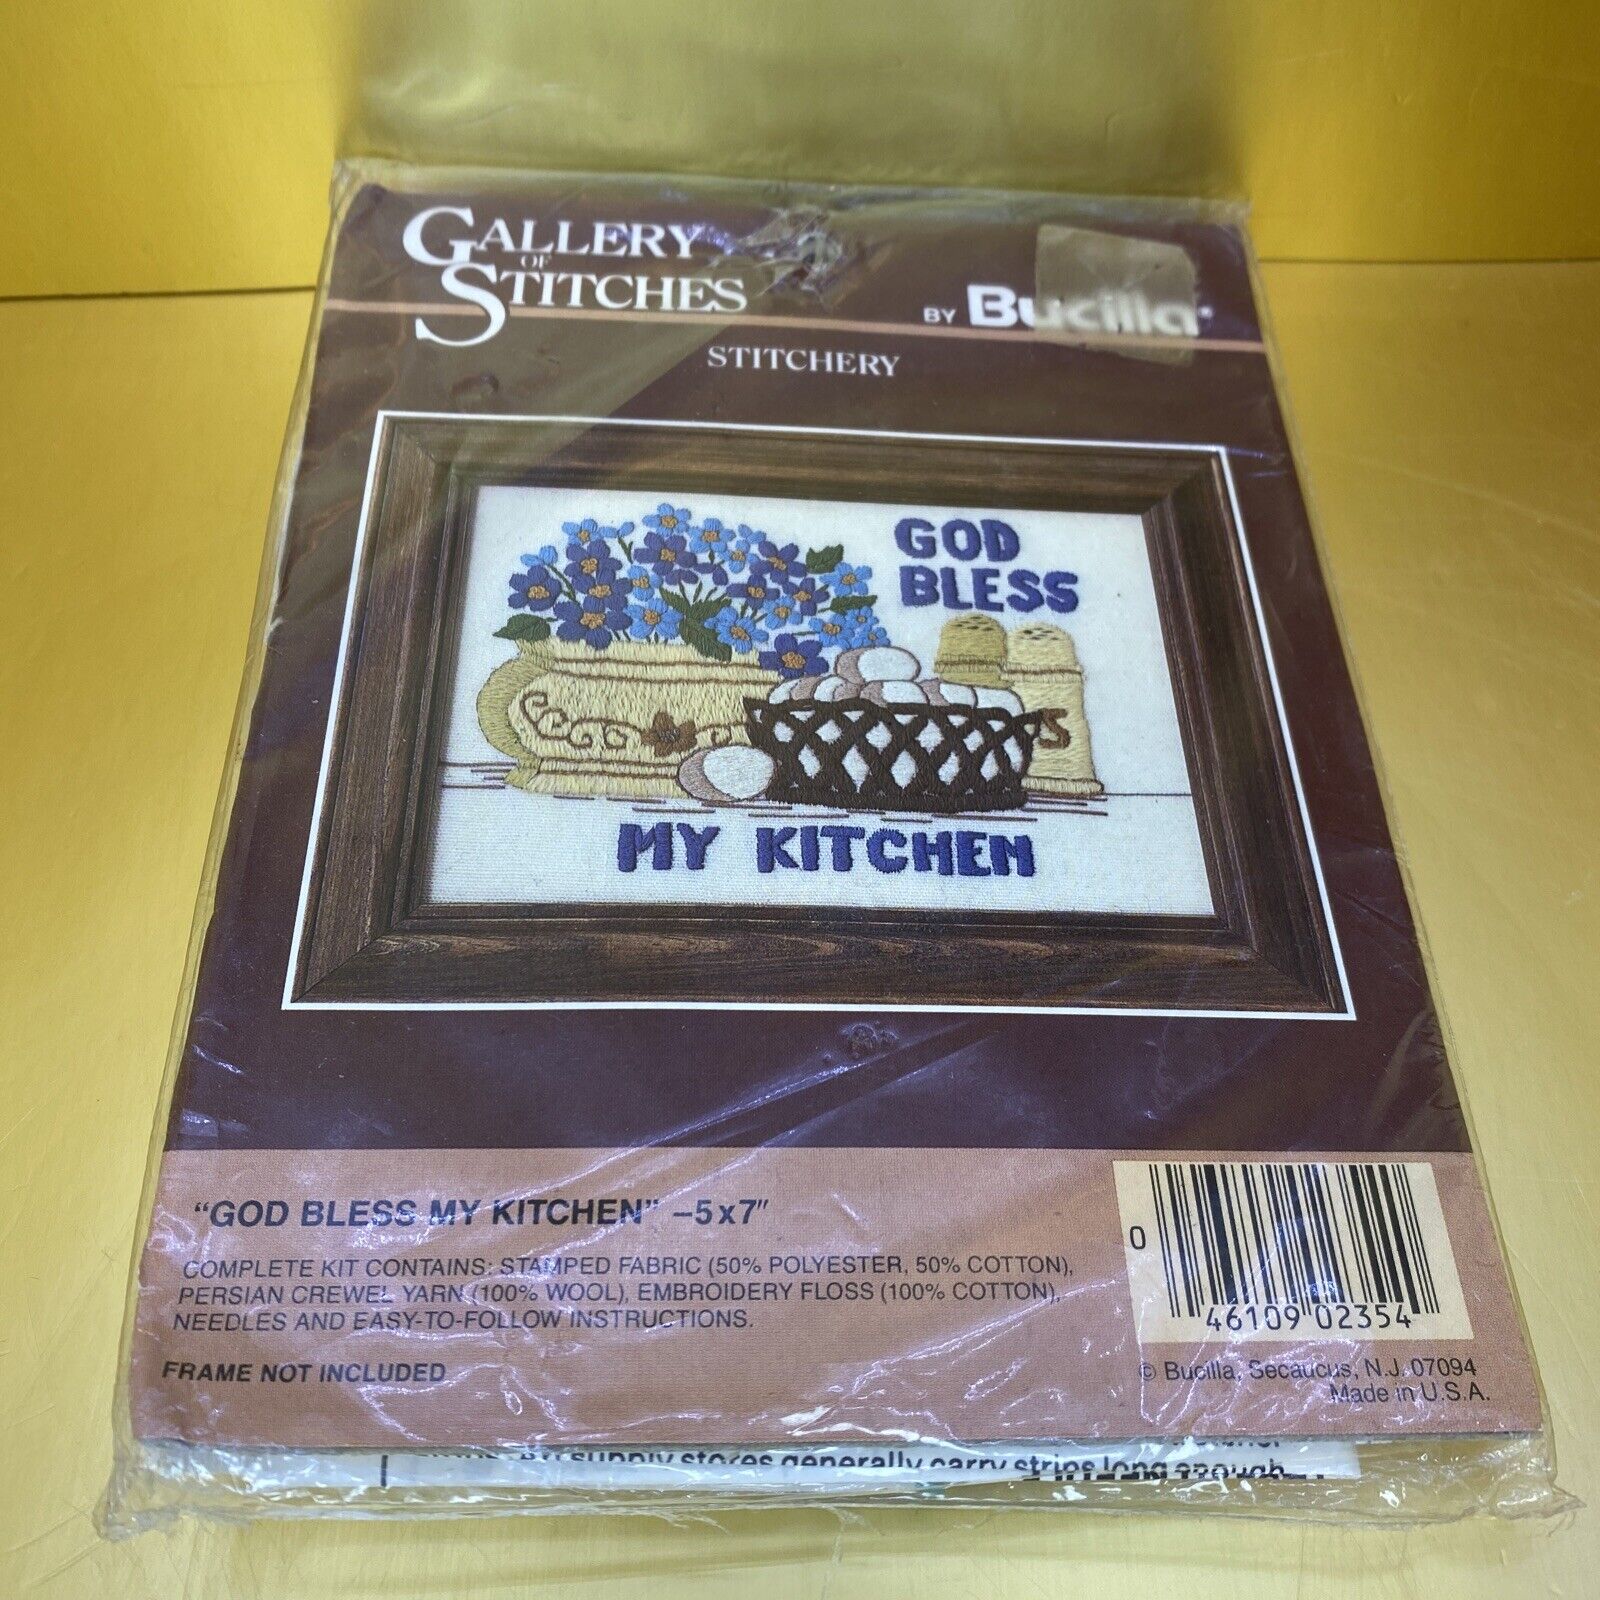 GALLERY
OF
STITCHES
BY Bucilla®
STITCHERY
GOD
BLESS
S
MY KITCHEN
"GOD BLESS MY KITCHEN" –5x7"
COMPLETE KIT CONTAINS: STAMPED FABRIC (50% POLYESTER, 50% COTTON),
PERSIAN CREWEL YARN (100% WOOL), EMBROIDERY FLOSS (100% COTTON),
NEEDLES AND EASY-TO-FOLLOW INSTRUCTIONS.
FRAME NOT INCLUDED
0 46109 02354
© Bucilla, Secaucus, N.J. 07094
Made in U.S.A.
supply stores generally carry strips long enough